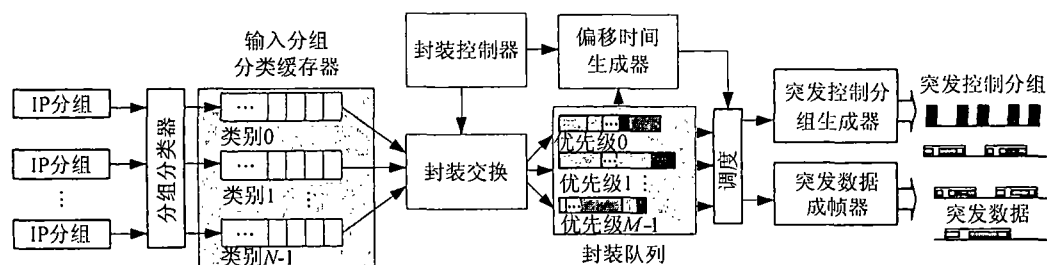 输入分组
分类缓存器
封装控制器
偏移时间
生成器
IP分组
IP分组
⋮
IP分组
分组分类器
…
类别0
…
类别1
⋮
…
类别N-1
封装交换
…
优先级0
…
优先级1
⋮
…
优先级M-1
封装队列
调度
突发控制分
组生成器
突发数据
成帧器
突发控制分组
突发数据